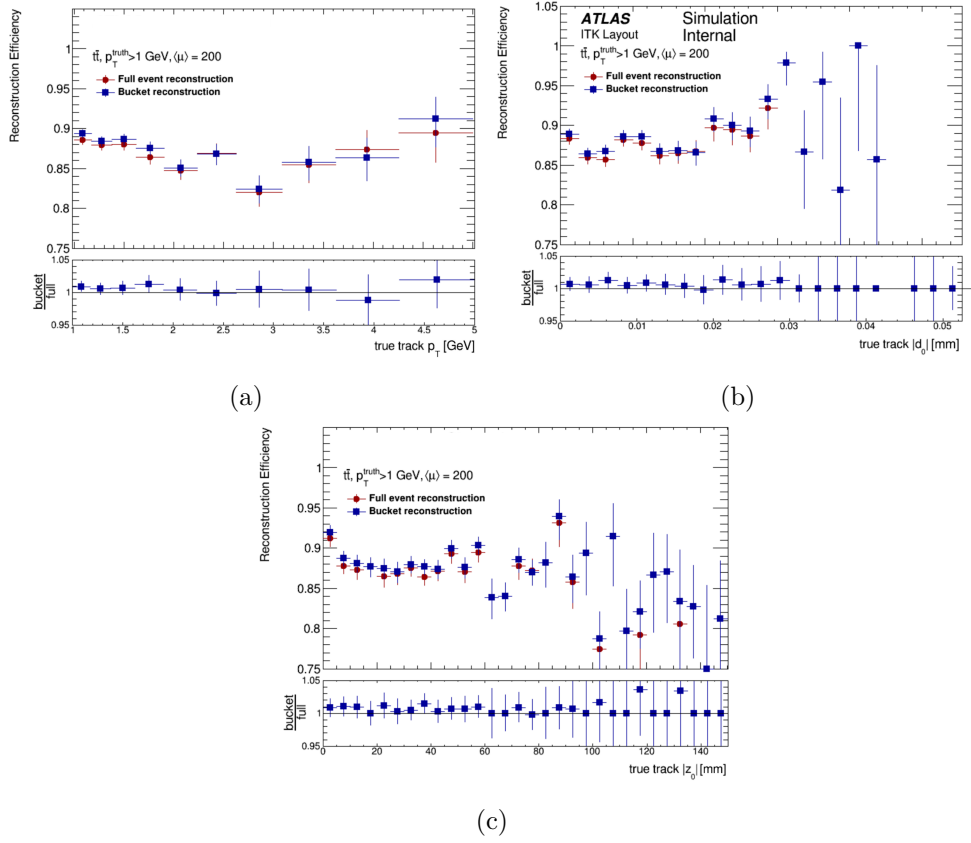 Reconstruction Efficiency
1
0.95
0.9
0.85
0.8
0.75
tt̄, p_T^truth>1 GeV,⟨μ⟩ = 200
Full event reconstruction
Bucket reconstruction
bucket
full
1.05
1
0.95
1 1.5 2 2.5 3 3.5 4 4.5 5
true track p_T [GeV]
(a)
Reconstruction Efficiency
ATLAS Simulation
ITK Layout Internal
1
0.95
0.9
0.85
0.8
0.75
tt̄, p_T^truth>1 GeV,⟨μ⟩ = 200
Full event reconstruction
Bucket reconstruction
bucket
full
1.05
1
0.95
0 0.01 0.02 0.03 0.04 0.05
true track |d_0| [mm]
(b)
Reconstruction Efficiency
1
0.95
0.9
0.85
0.8
0.75
tt̄, p_T^truth>1 GeV,⟨μ⟩ = 200
Full event reconstruction
Bucket reconstruction
bucket
full
1.05
1
0.95
0 20 40 60 80 100 120 140
true track |z_0| [mm]
(c)